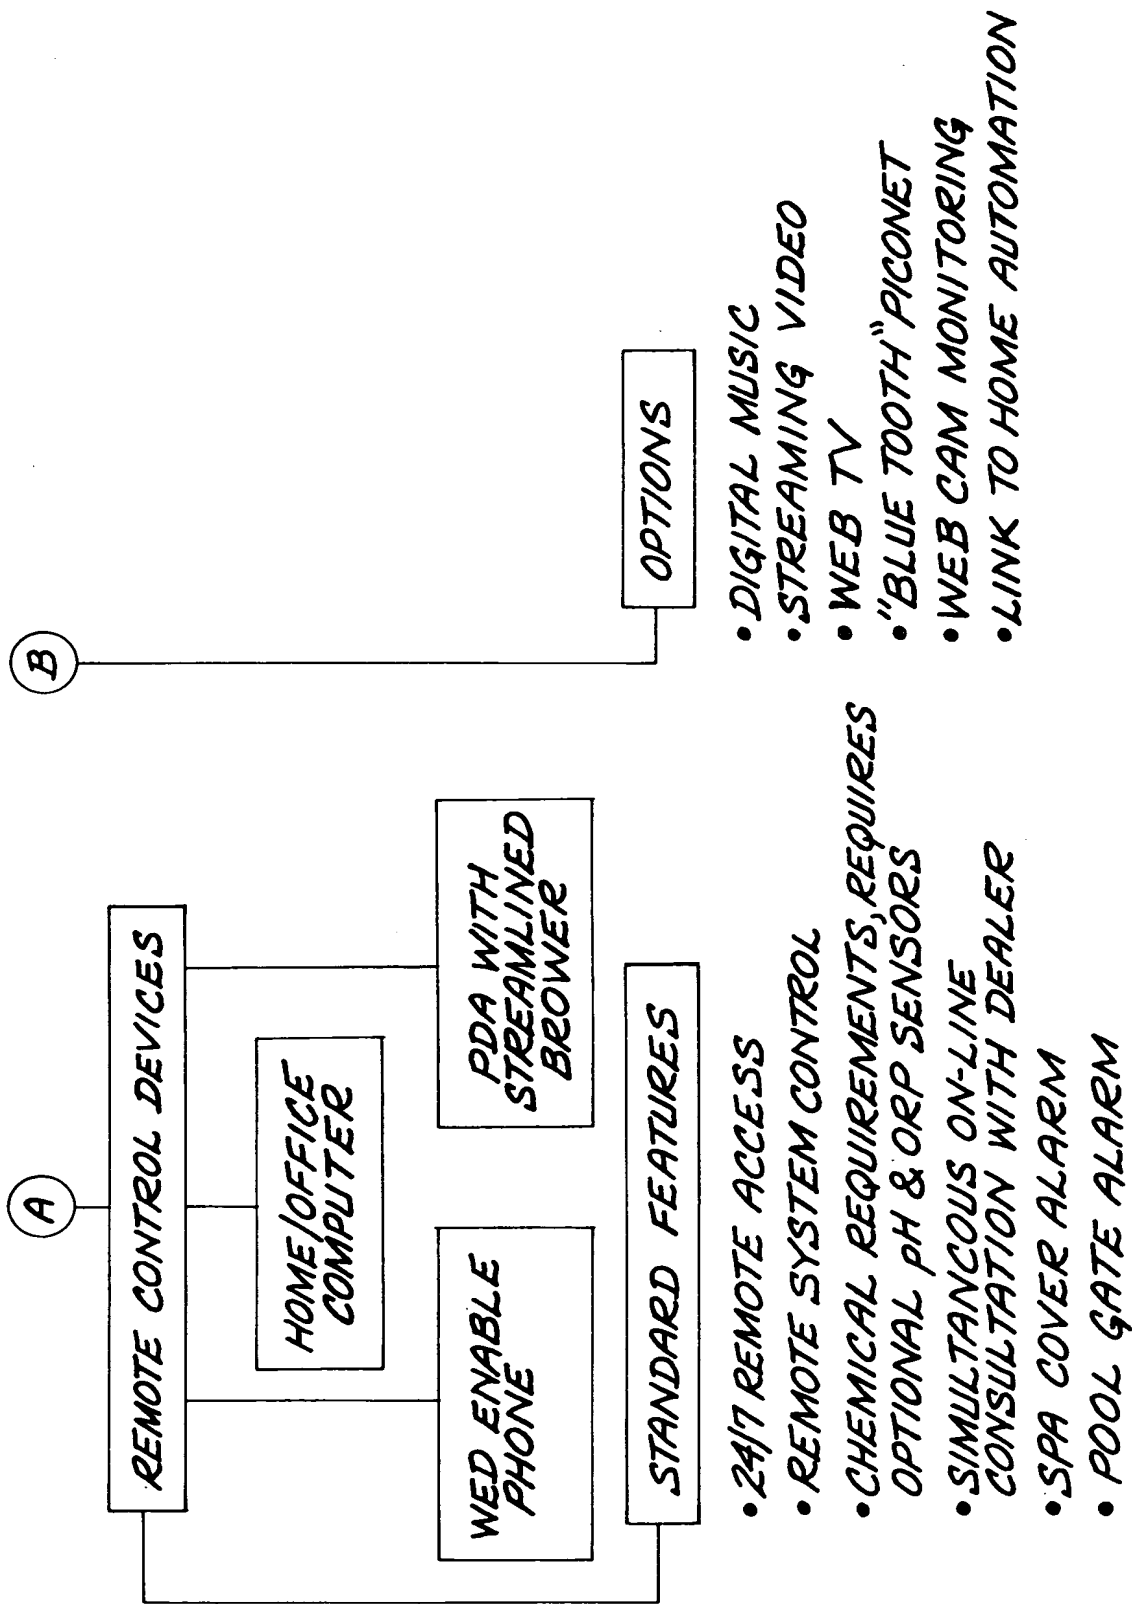 A
REMOTE CONTROL DEVICES
HOME/OFFICE
COMPUTER
WED ENABLE
PHONE
PDA WITH
STREAMLINED
BROWER
STANDARD FEATURES
• 24/7 REMOTE ACCESS
• REMOTE SYSTEM CONTROL
• CHEMICAL REQUIREMENTS, REQUIRES
OPTIONAL pH & ORP SENSORS
• SIMULTANCOUS ON-LINE
CONSULTATION WITH DEALER
• SPA COVER ALARM
• POOL GATE ALARM
B
OPTIONS
• DIGITAL MUSIC
• STREAMING VIDEO
• WEB TV
• "BLUE TOOTH" PICONET
• WEB CAM MONITORING
• LINK TO HOME AUTOMATION